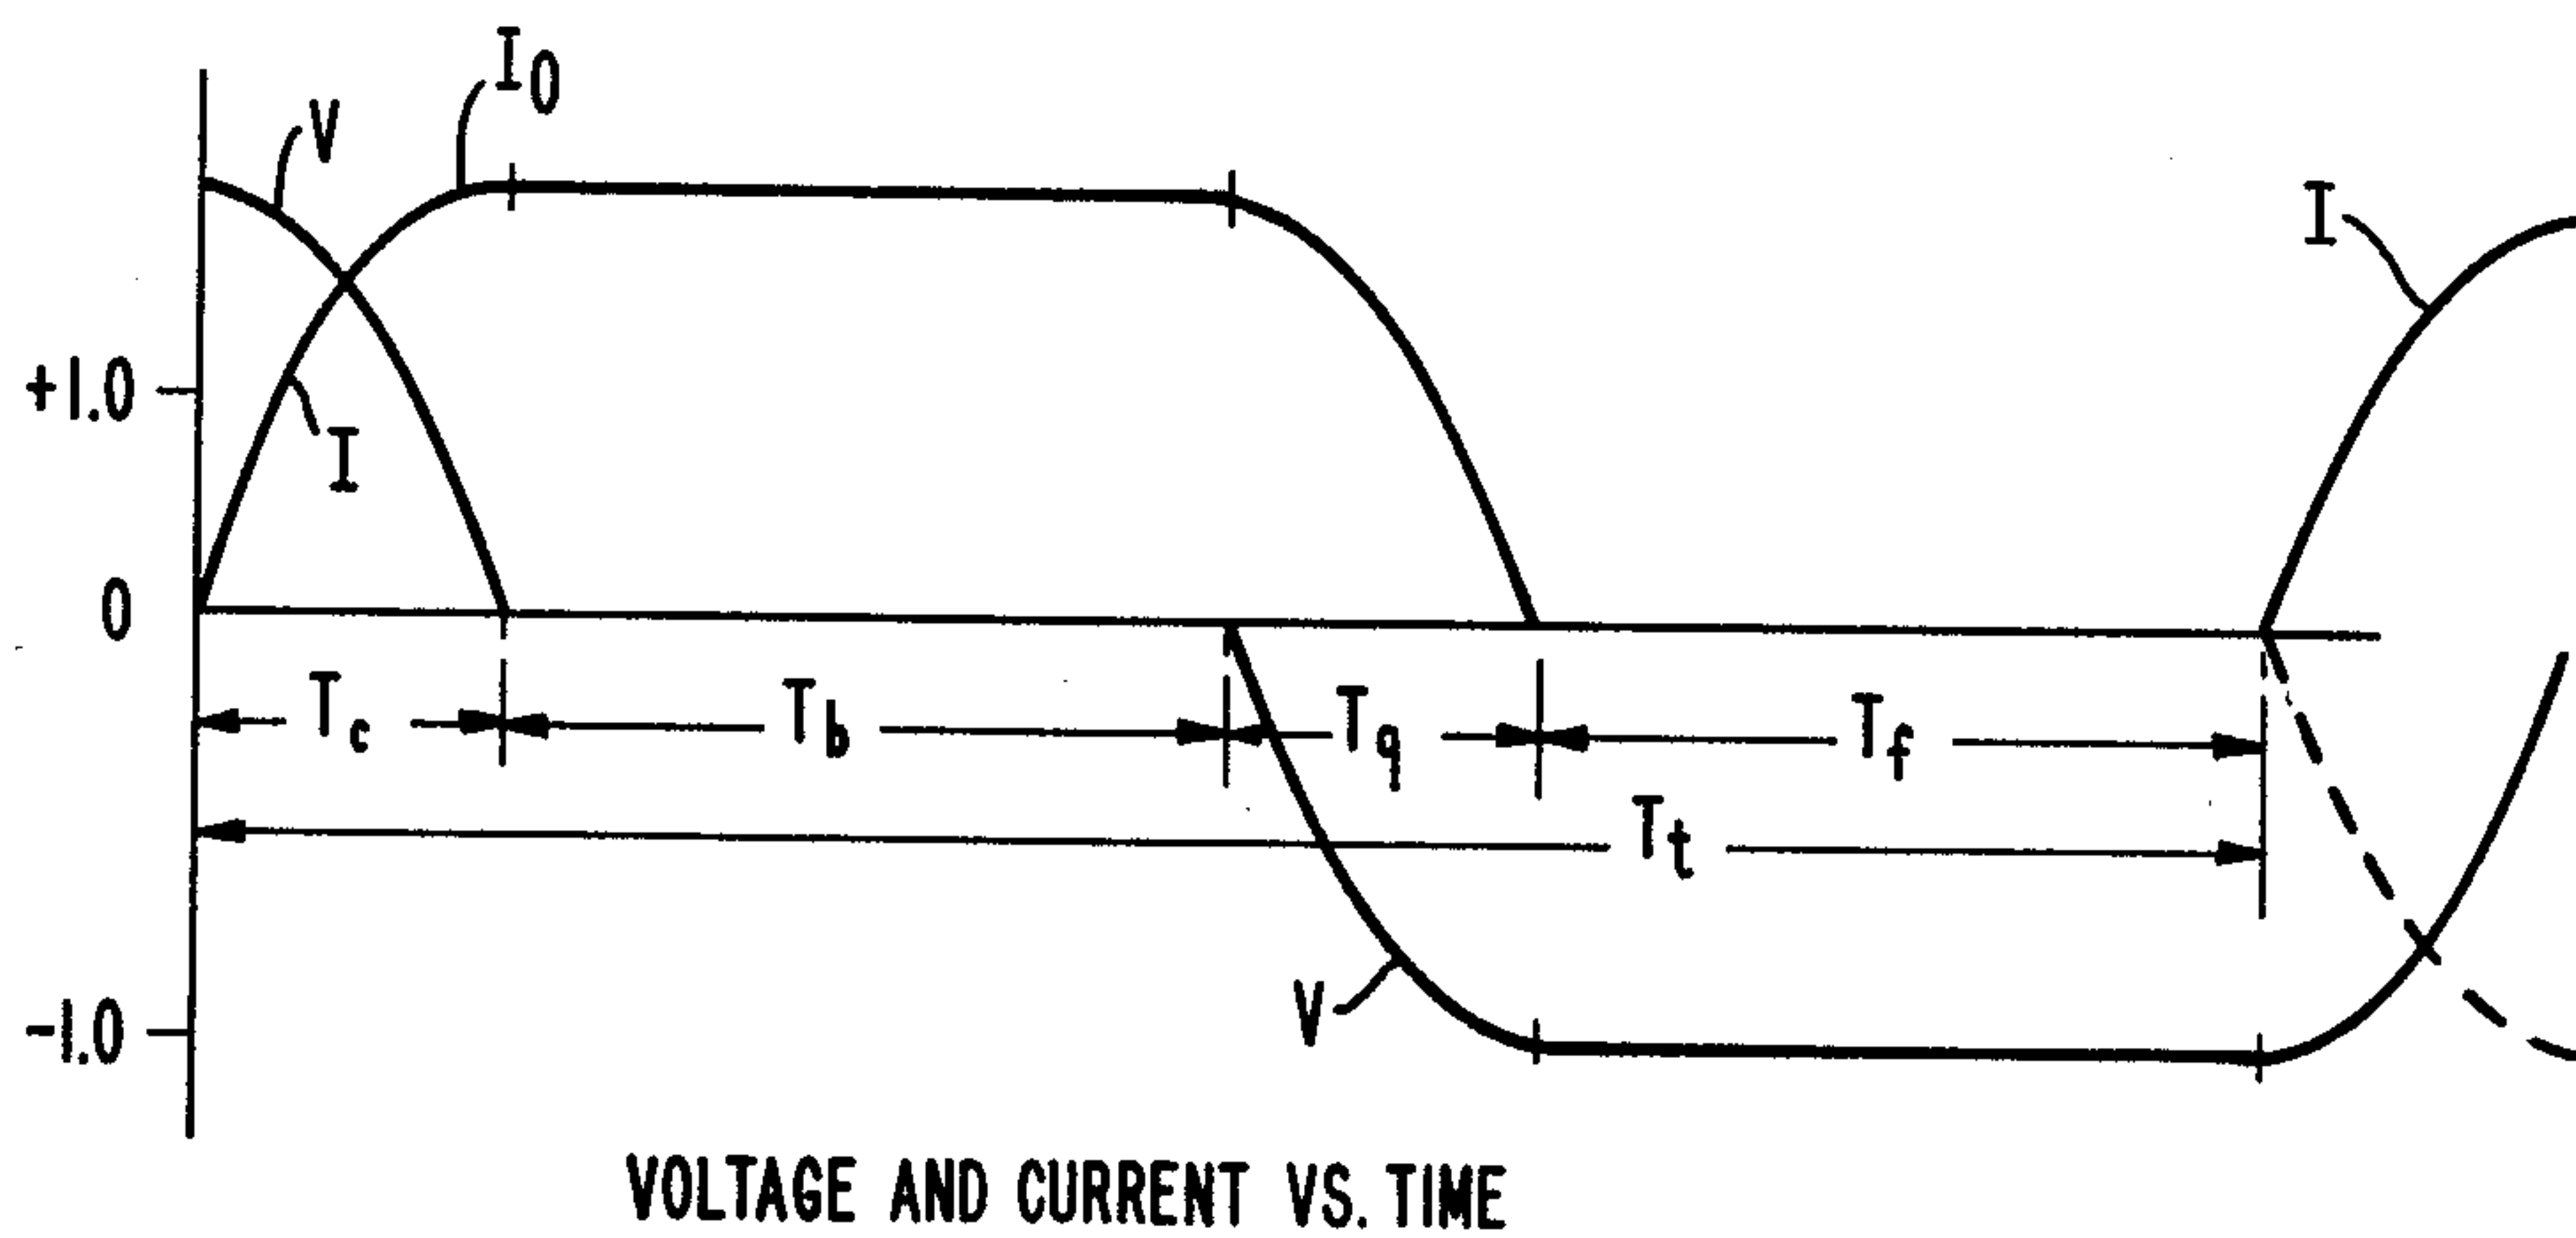 I0
V
I
+1.0
I
0
Tc
Tb
Tq
Tf
Tt
V
-1.0
VOLTAGE AND CURRENT VS. TIME